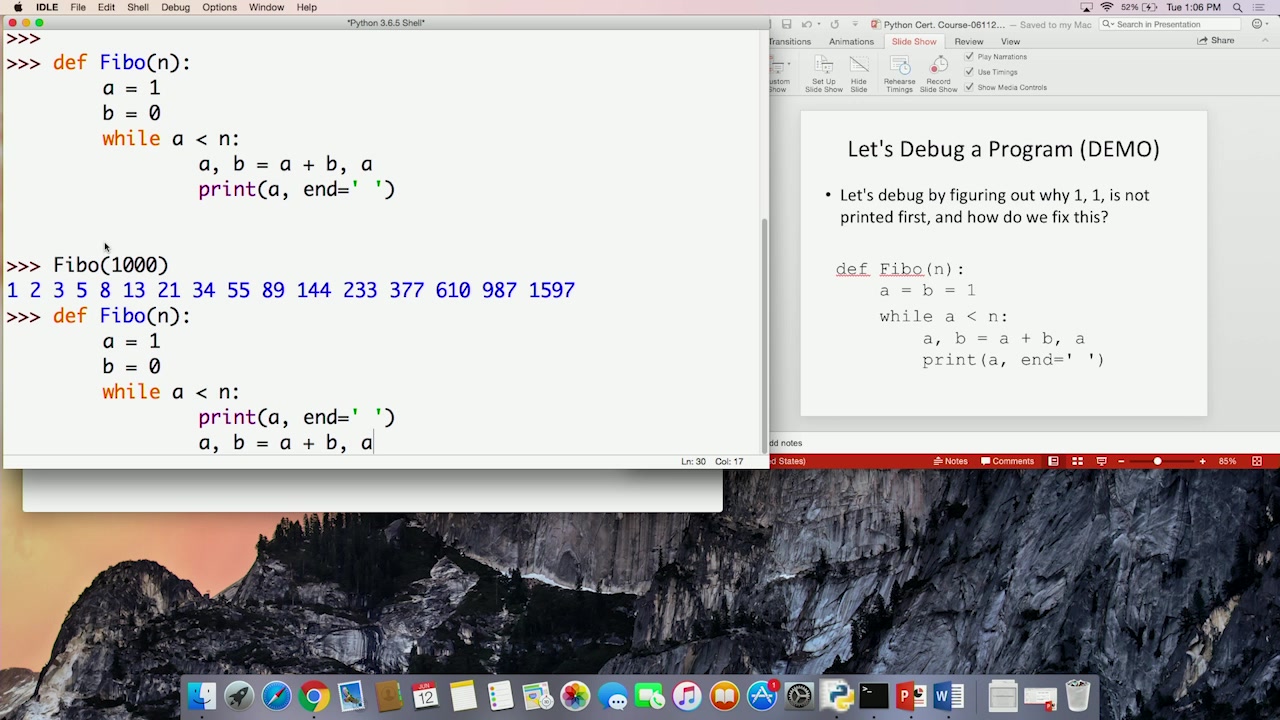 IDLE File Edit Shell Debug Options Window Help
52% Tue 1:06 PM
*Python 3.6.5 Shell*
>>>
>>> def Fibo(n):
a = 1
b = 0
while a < n:
a, b = a + b, a
print(a, end=' ')
>>> Fibo(1000)
1 2 3 5 8 13 21 34 55 89 144 233 377 610 987 1597
>>> def Fibo(n):
a = 1
b = 0
while a < n:
print(a, end=' ')
a, b = a + b, a
Ln: 30 Col: 17
Python Cert. Course-06112... — Saved to my Mac
Search in Presentation
Transitions Animations Slide Show Review View
Share
ustom
Show
Set Up
Slide Show
Hide
Slide
Rehearse
Timings
Record
Slide Show
Play Narrations
Use Timings
Show Media Controls
Let's Debug a Program (DEMO)
• Let's debug by figuring out why 1, 1, is not
printed first, and how do we fix this?
def Fibo(n):
a = b = 1
while a < n:
a, b = a + b, a
print(a, end=' ')
dd notes
d States)
Notes Comments
85%
JUN
12
1